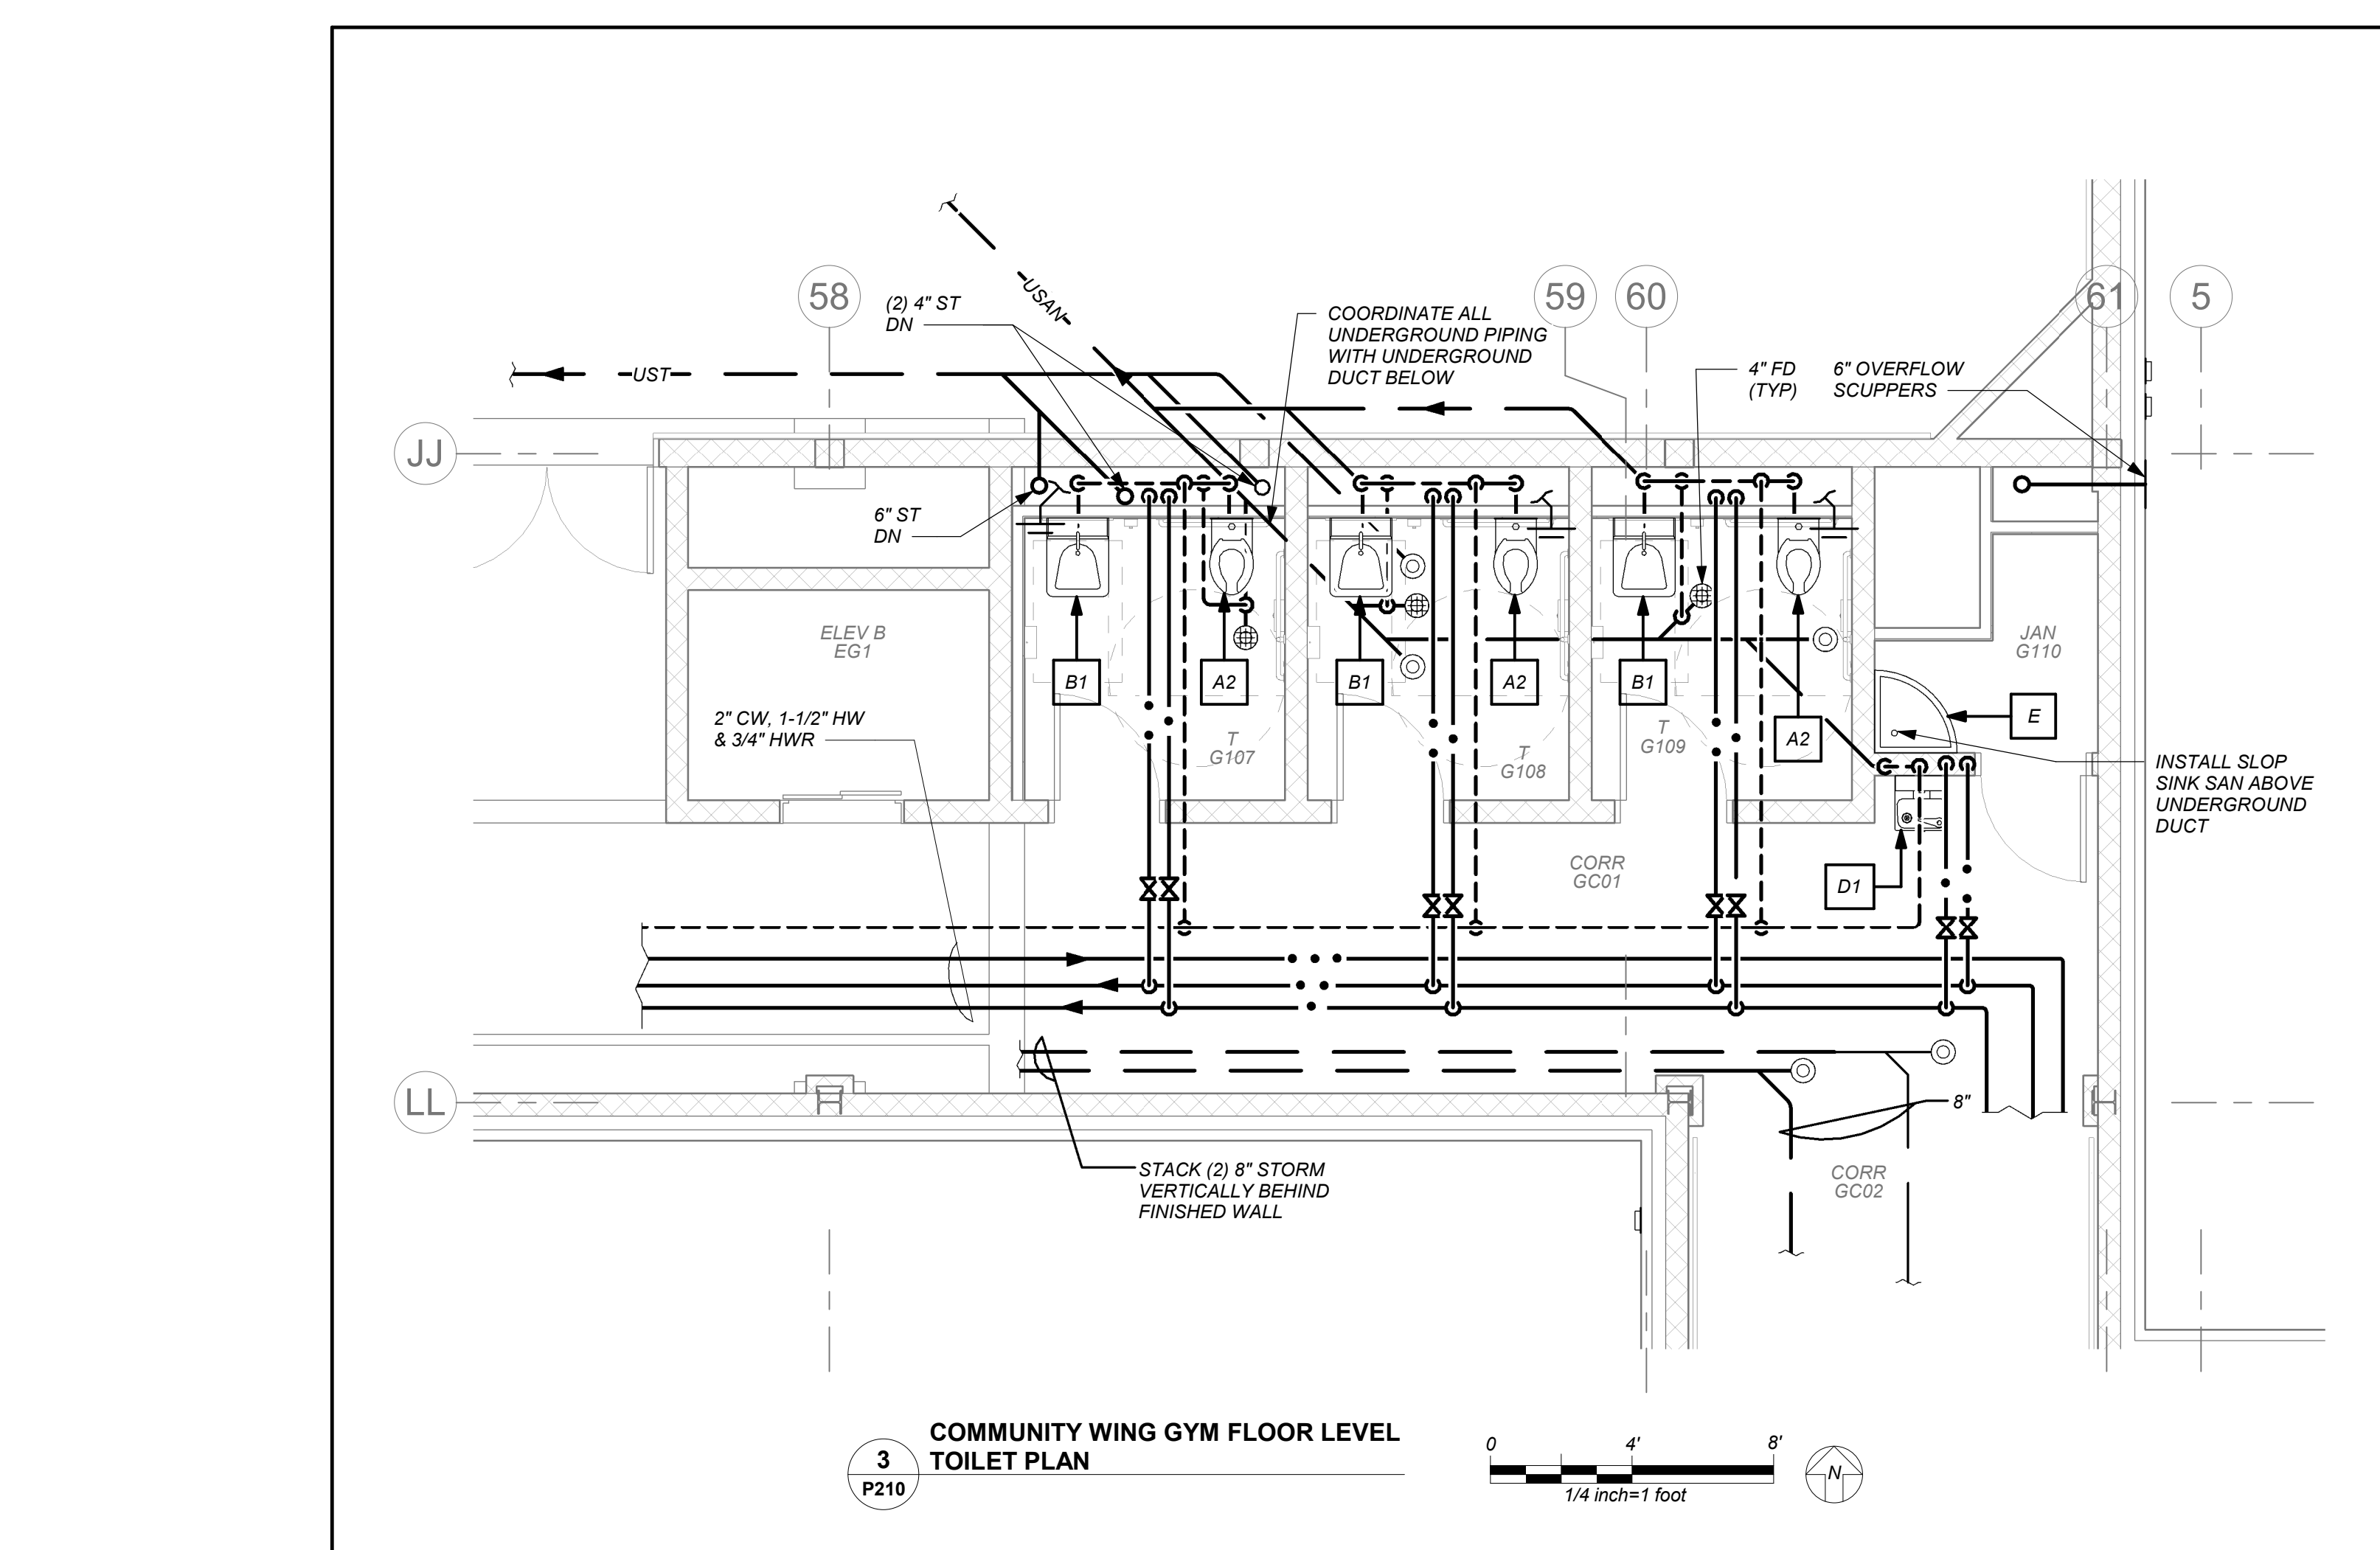 USAN
58
(2) 4" ST
DN
COORDINATE ALL
UNDERGROUND PIPING
WITH UNDERGROUND
DUCT BELOW
59
60
61
5
UST
4" FD
(TYP)
6" OVERFLOW
SCUPPERS
JJ
6" ST
DN
ELEV B
EG1
JAN
G110
B1
A2
B1
A2
B1
A2
E
2" CW, 1-1/2" HW
& 3/4" HWR
T
G107
T
G108
T
G109
INSTALL SLOP
SINK SAN ABOVE
UNDERGROUND
DUCT
CORR
GC01
D1
LL
8"
STACK (2) 8" STORM
VERTICALLY BEHIND
FINISHED WALL
CORR
GC02
3
P210
COMMUNITY WING GYM FLOOR LEVEL
TOILET PLAN
0 4' 8'
1/4 inch=1 foot
N